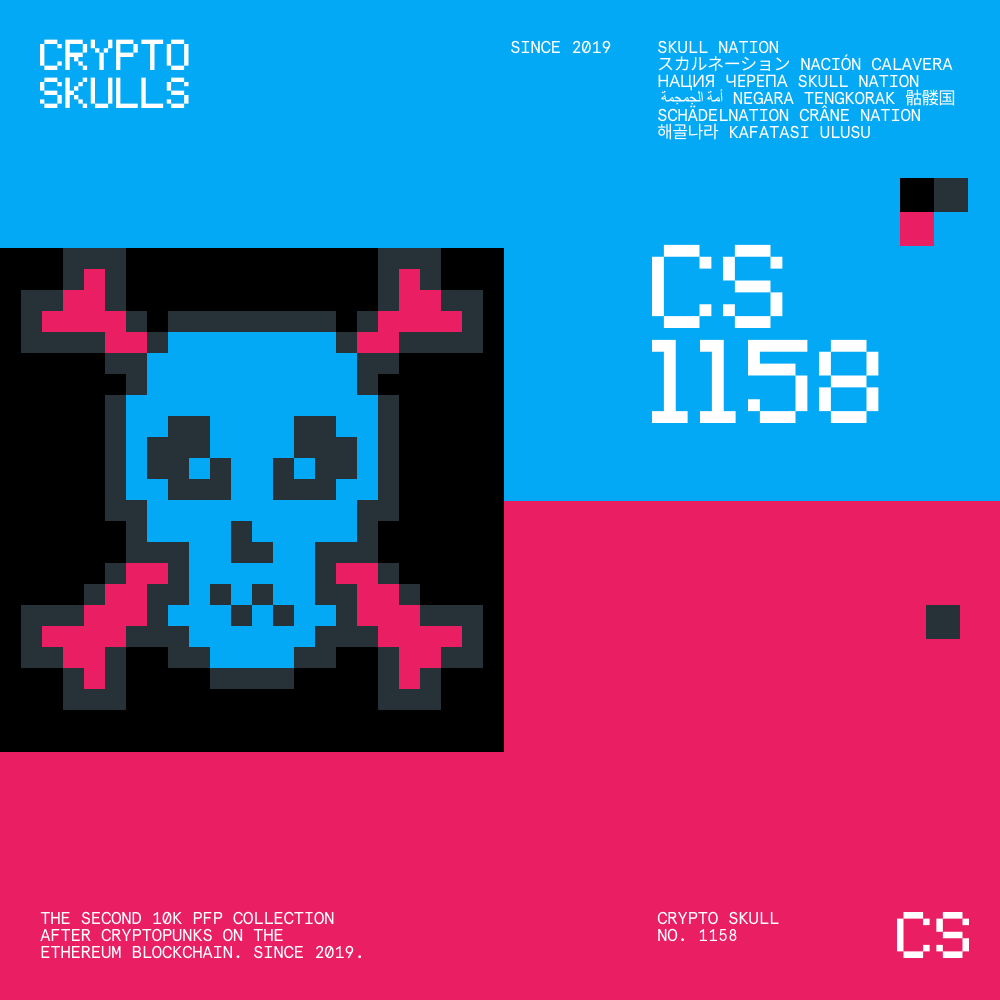 CRYPTO
SKULLS
SINCE 2019
SKULL NATION
スカルネーション NACIÓN CALAVERA
НАЦИЯ ЧЕРЕПА SKULL NATION
أمة الجمجمة NEGARA TENGKORAK 骷髅国
SCHÄDELNATION CRÂNE NATION
해골나라 KAFATASI ULUSU
CS
1158
THE SECOND 10K PFP COLLECTION
AFTER CRYPTOPUNKS ON THE
ETHEREUM BLOCKCHAIN. SINCE 2019.
CRYPTO SKULL
NO. 1158
CS